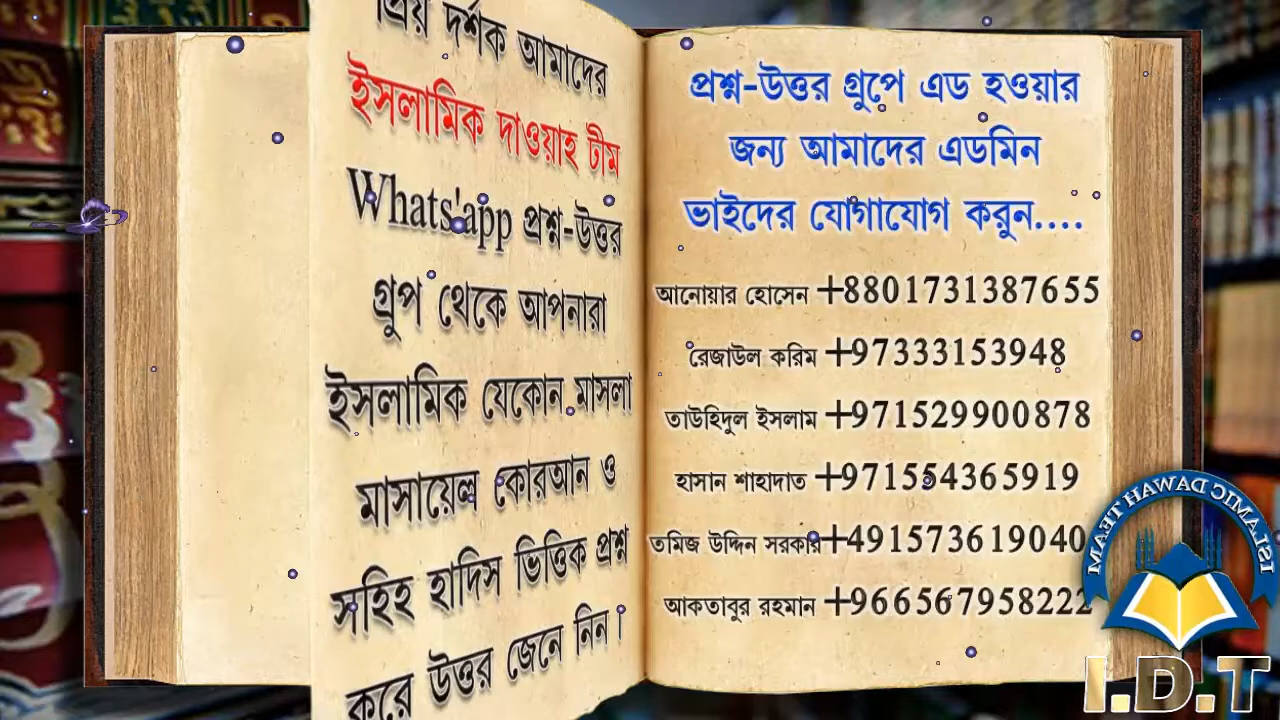 প্রিয় দর্শক আমাদের
ইসলামিক দাওয়াহ টীম
Whats'app প্রশ্ন-উত্তর
গ্রুপ থেকে আপনারা
ইসলামিক যেকোন মাসলা
মাসায়েল কোরআন ও
সহিহ হাদিস ভিত্তিক প্রশ্ন
করে উত্তর জেনে নিন।
প্রশ্ন-উত্তর গ্রুপে এড হওয়ার
জন্য আমাদের এডমিন
ভাইদের যোগাযোগ করুন....
আনোয়ার হোসেন +8801731387655
রেজাউল করিম +97333153948
তাউহিদুল ইসলাম +971529900878
হাসান শাহাদাত +971554365919
তমিজ উদ্দিন সরকার +491573619040
আকতাবুর রহমান +966567958222
ISLAMIC DAWAH TEAM
I.D.T